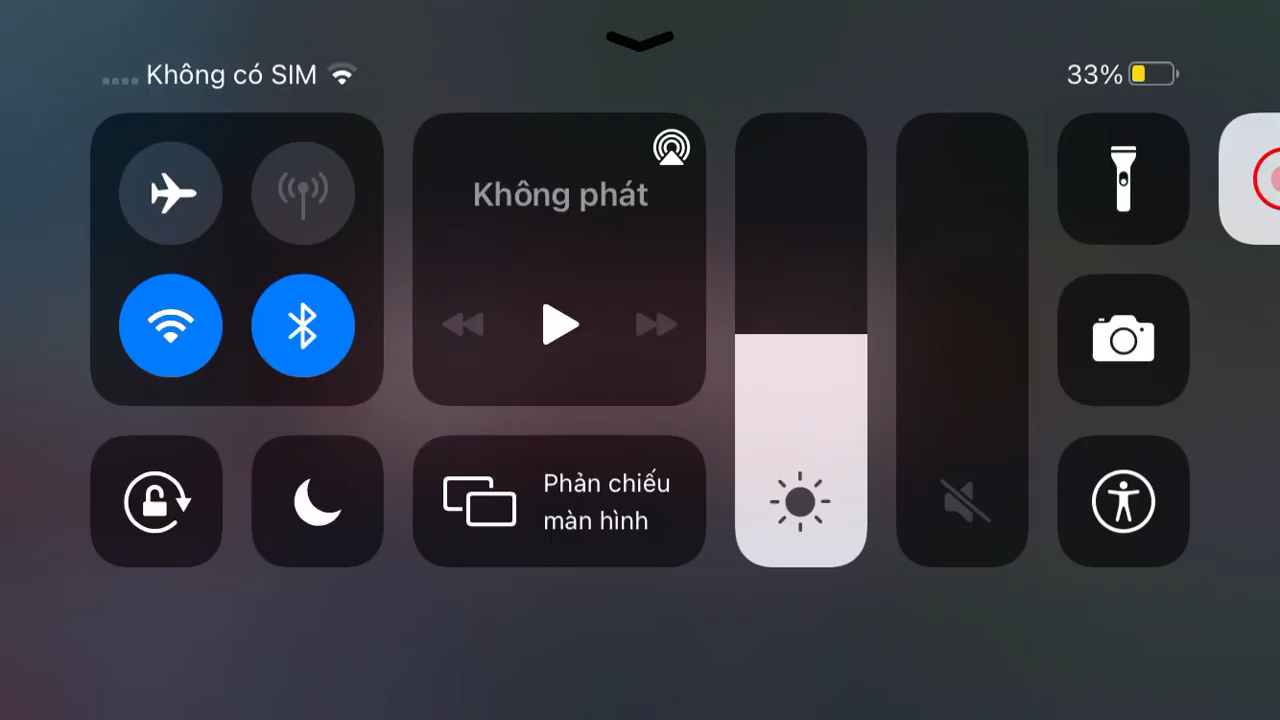 Không có SIM
33%
Không phát
Phản chiếu
màn hình